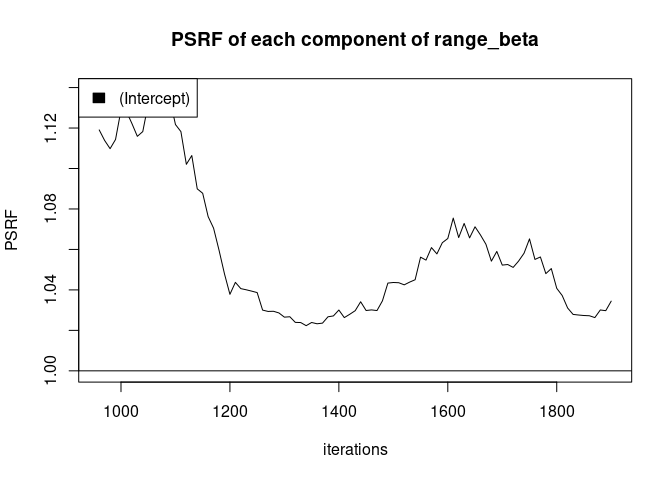 PSRF of each component of range_beta
(Intercept)
PSRF
1.12
1.08
1.04
1.00
1000 1200 1400 1600 1800
iterations